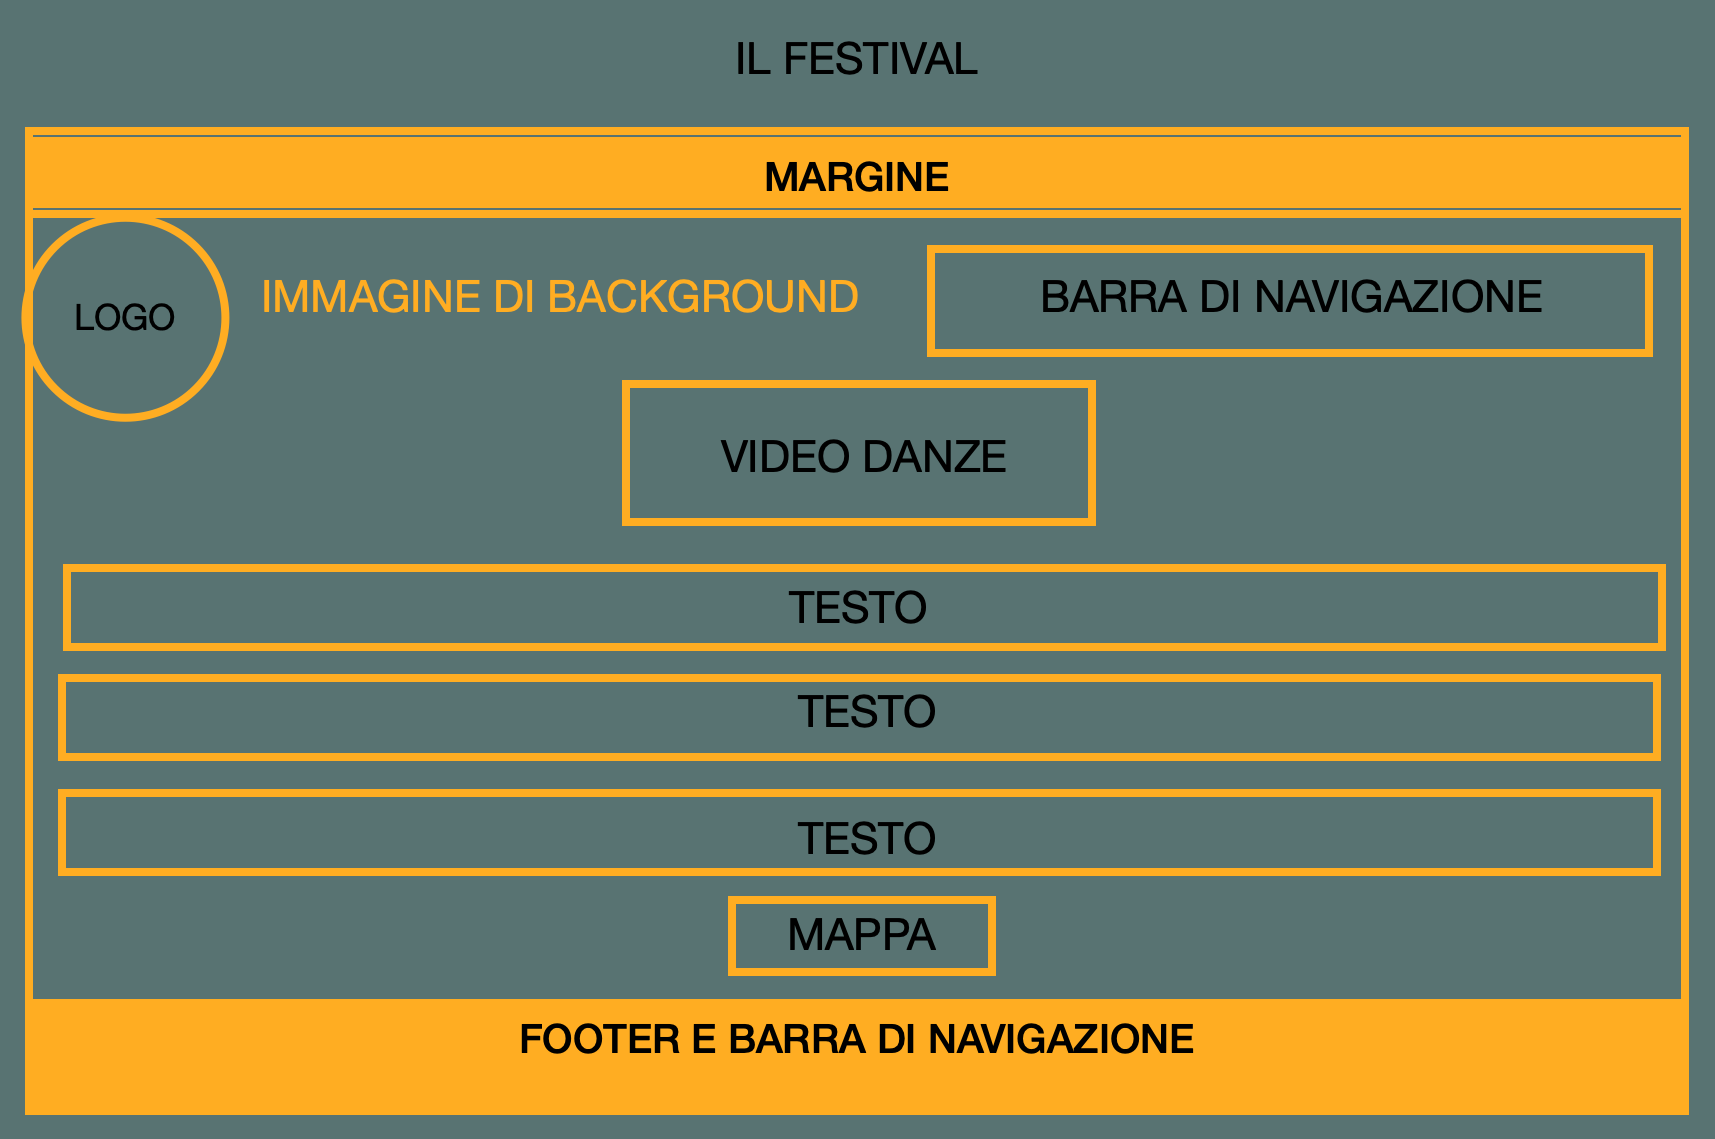 IL FESTIVAL
MARGINE
LOGO
IMMAGINE DI BACKGROUND
BARRA DI NAVIGAZIONE
VIDEO DANZE
TESTO
TESTO
TESTO
MAPPA
FOOTER E BARRA DI NAVIGAZIONE